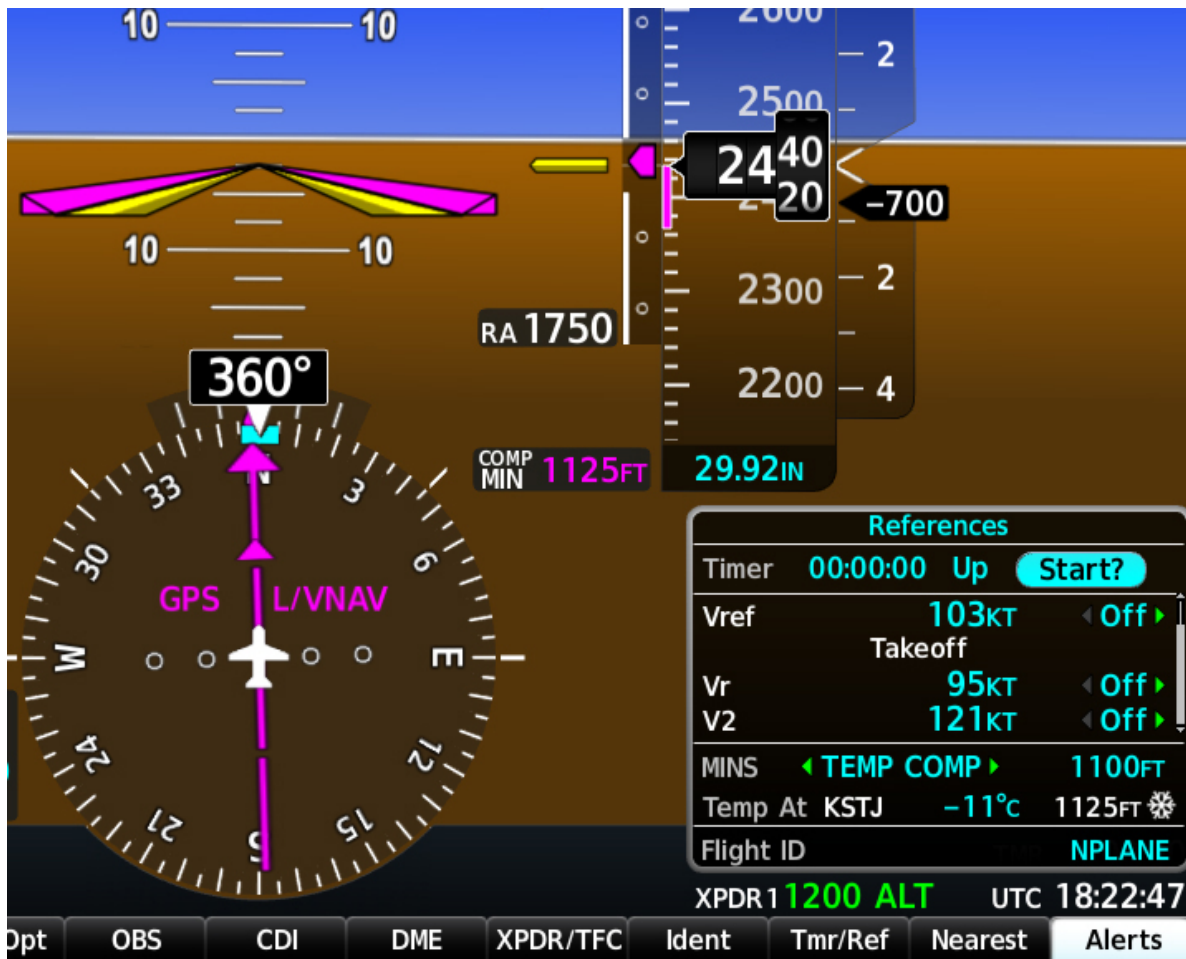 10 10
2600
2
2500
24 40
20
-700
10 10
2
2300
RA 1750
360°
2200
4
COMP
MIN 1125FT
29.92IN
N
33 3
30 6
GPS L/VNAV
W E
24 12
21 15
S
References
Timer 00:00:00 Up Start?
Vref 103KT Off
Takeoff
Vr 95KT Off
V2 121KT Off
MINS TEMP COMP 1100FT
Temp At KSTJ -11°C 1125FT
Flight ID NPLANE
XPDR1 1200 ALT UTC 18:22:47
Opt OBS CDI DME XPDR/TFC Ident Tmr/Ref Nearest Alerts